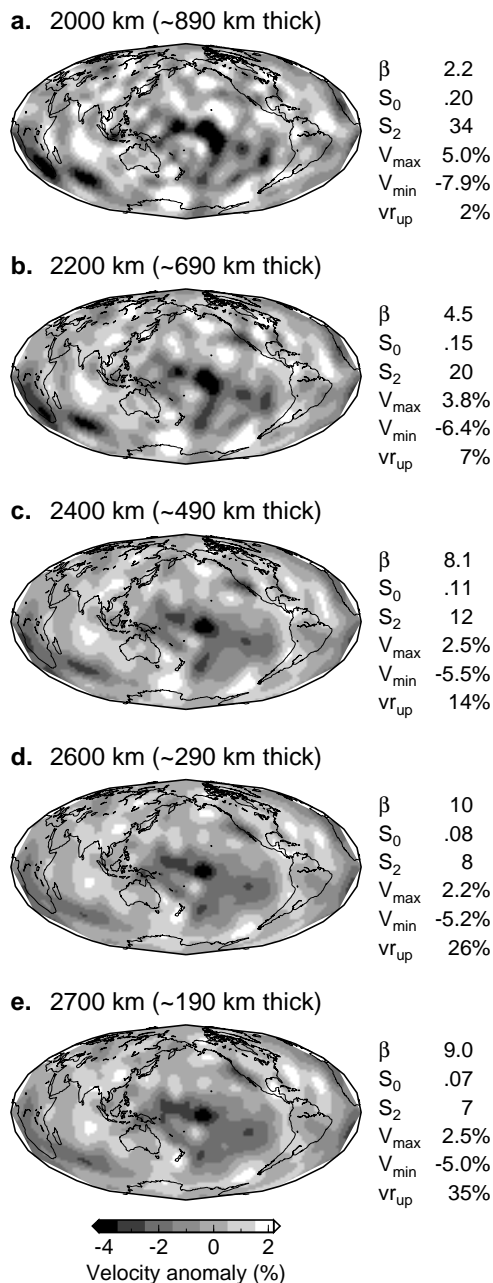 a. 2000 km (~890 km thick)
β 2.2
S0 .20
S2 34
Vmax 5.0%
Vmin -7.9%
vrup 2%
b. 2200 km (~690 km thick)
β 4.5
S0 .15
S2 20
Vmax 3.8%
Vmin -6.4%
vrup 7%
c. 2400 km (~490 km thick)
β 8.1
S0 .11
S2 12
Vmax 2.5%
Vmin -5.5%
vrup 14%
d. 2600 km (~290 km thick)
β 10
S0 .08
S2 8
Vmax 2.2%
Vmin -5.2%
vrup 26%
e. 2700 km (~190 km thick)
β 9.0
S0 .07
S2 7
Vmax 2.5%
Vmin -5.0%
vrup 35%
-4 -2 0 2
Velocity anomaly (%)